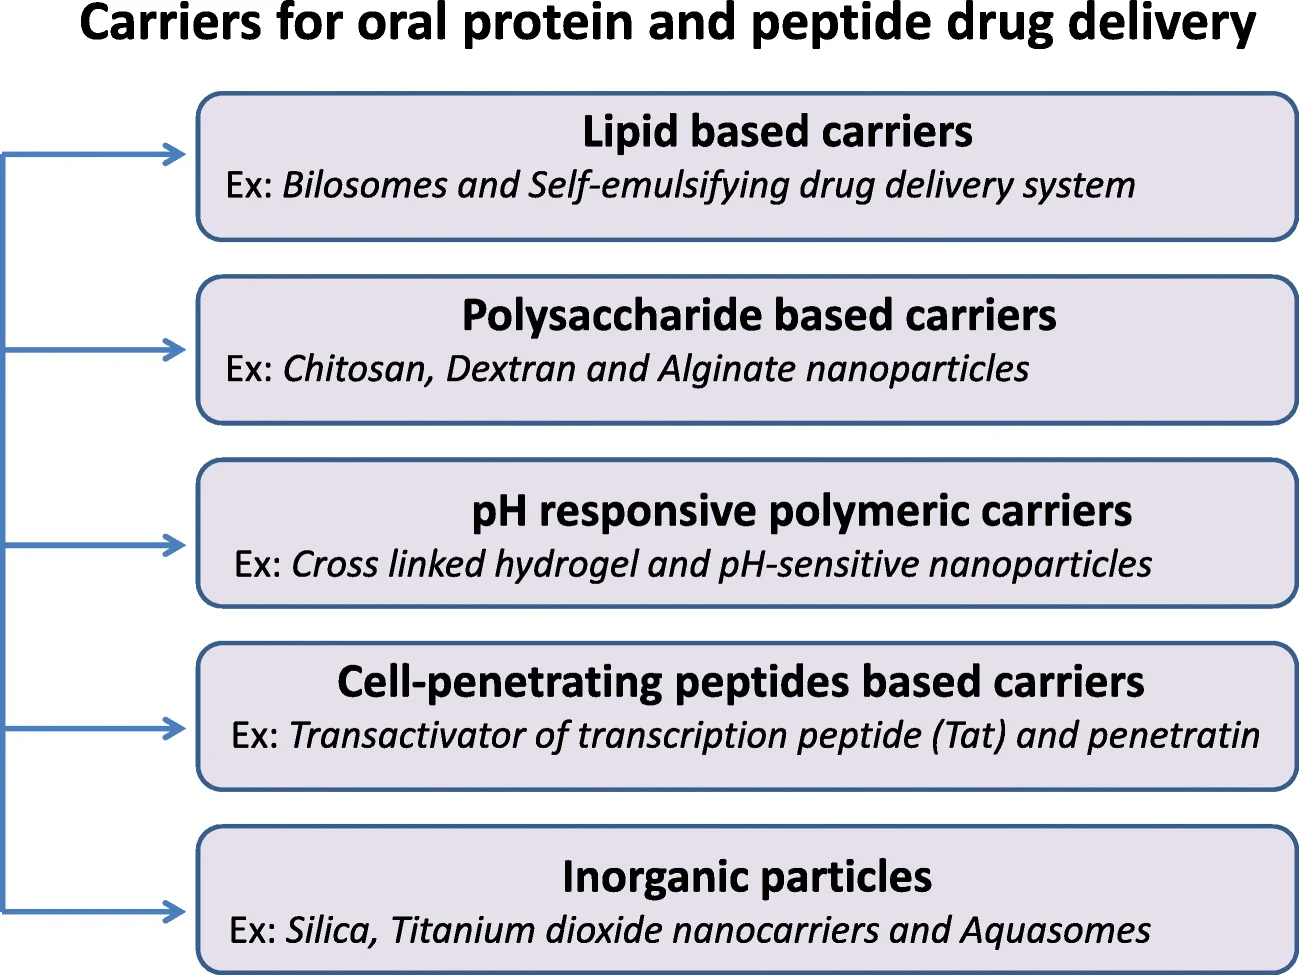 Carriers for oral protein and peptide drug delivery
Lipid based carriers
Ex: Bilosomes and Self-emulsifying drug delivery system
Polysaccharide based carriers
Ex: Chitosan, Dextran and Alginate nanoparticles
pH responsive polymeric carriers
Ex: Cross linked hydrogel and pH-sensitive nanoparticles
Cell-penetrating peptides based carriers
Ex: Transactivator of transcription peptide (Tat) and penetratin
Inorganic particles
Ex: Silica, Titanium dioxide nanocarriers and Aquasomes